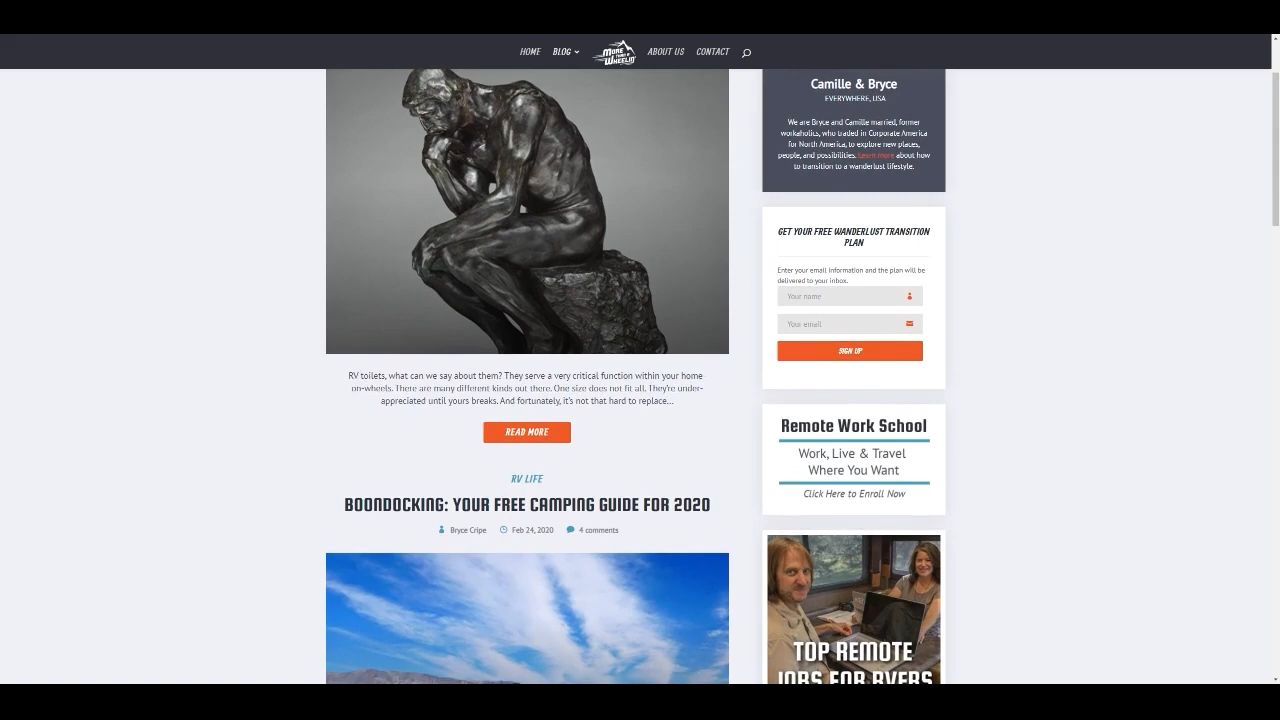 HOME
BLOG
MORE
WHEELIN'
ABOUT US
CONTACT
RV toilets, what can we say about them? They serve a very critical function within your home-
on-wheels. There are many different kinds out there. One size does not fit all. They're under-
appreciated until yours breaks. And fortunately, it's not that hard to replace...
READ MORE
RV LIFE
BOONDOCKING: YOUR FREE CAMPING GUIDE FOR 2020
Bryce Cripe
Feb 24, 2020
4 comments
Camille & Bryce
EVERYWHERE, USA
We are Bryce and Camille married, former
workaholics, who traded in Corporate America
for North America, to explore new places,
people, and possibilities. Learn more about how
to transition to a wanderlust lifestyle.
GET YOUR FREE WANDERLUST TRANSITION
PLAN
Enter your email information and the plan will be
delivered to your inbox.
Your name
Your email
SIGN UP
Remote Work School
Work, Live & Travel
Where You Want
Click Here to Enroll Now
TOP REMOTE
JOBS FOR RVERS